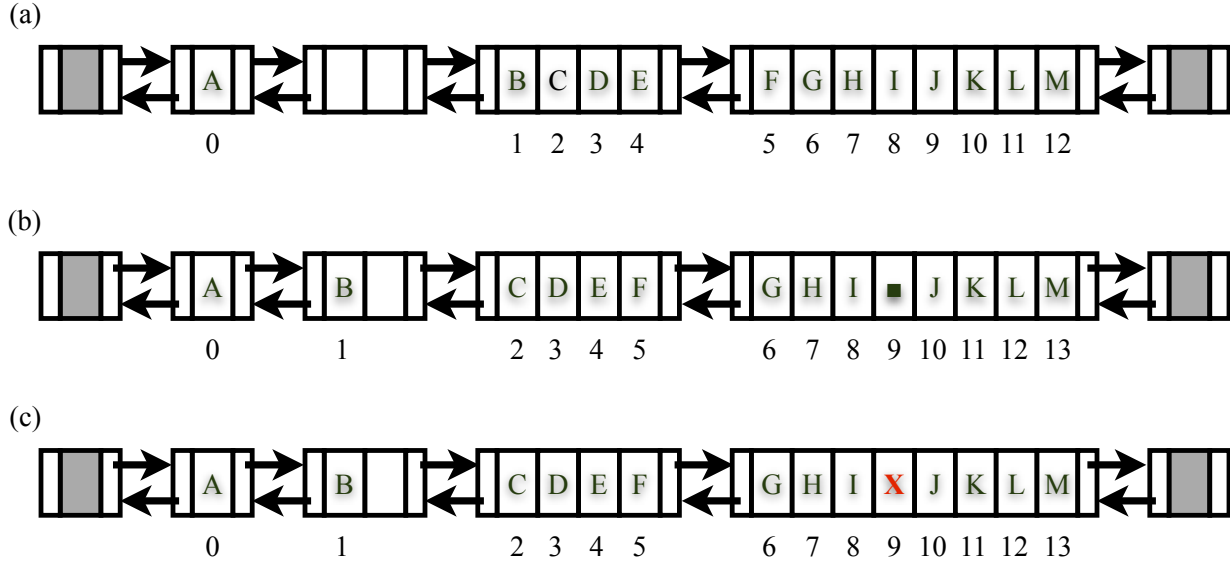 (a)
A B C D E F G H I J K L M
0 1 2 3 4 5 6 7 8 9 10 11 12
(b)
A B C D E F G H I ■ J K L M
0 1 2 3 4 5 6 7 8 9 10 11 12 13
(c)
A B C D E F G H I X J K L M
0 1 2 3 4 5 6 7 8 9 10 11 12 13